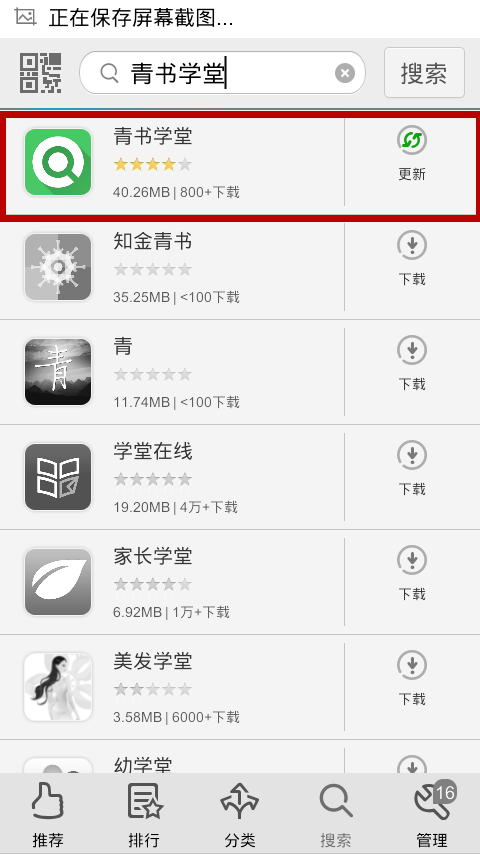 正在保存屏幕截图...
青书学堂
搜索
青书学堂
40.26MB | 800+下载
更新
知金青书
35.25MB | <100下载
下载
青
青
11.74MB | <100下载
下载
学堂在线
19.20MB | 4万+下载
下载
家长学堂
6.92MB | 1万+下载
下载
美发学堂
3.58MB | 6000+下载
下载
幼学堂
16
推荐
排行
分类
搜索
管理